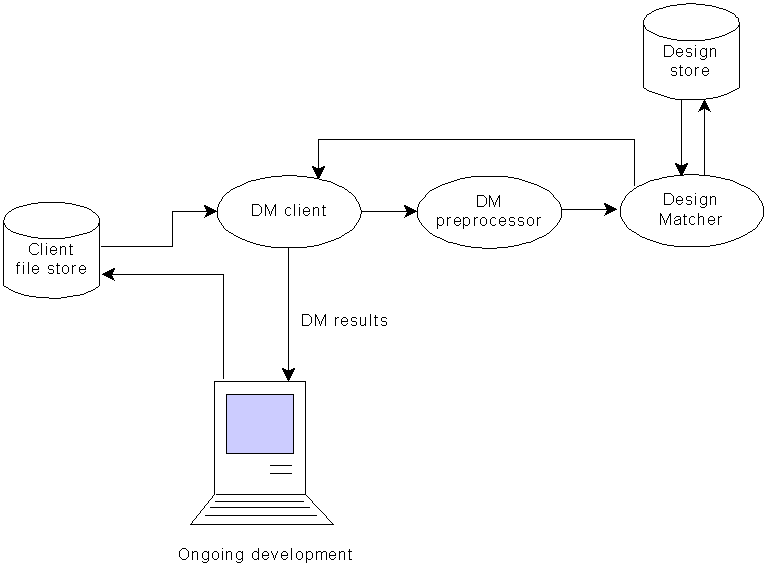 Design
store
DM client
DM
preprocessor
Design
Matcher
Client
file store
DM results
Ongoing development